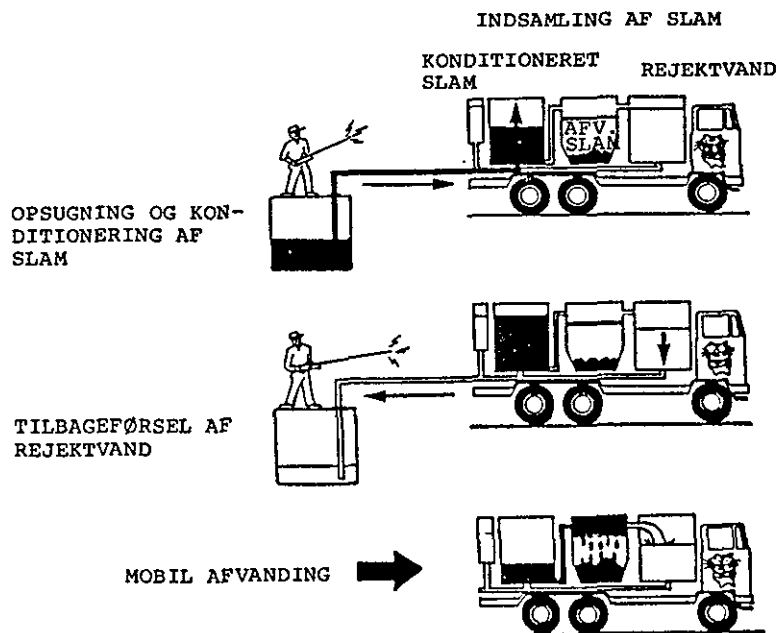 INDSAMLING AF SLAM
KONDITIONERET
SLAM
REJEKTVAND
AFV.
SLAM
OPSUGNING OG KON-
DITIONERING AF
SLAM
TILBAGEFØRSEL AF
REJEKTVAND
MOBIL AFVANDING